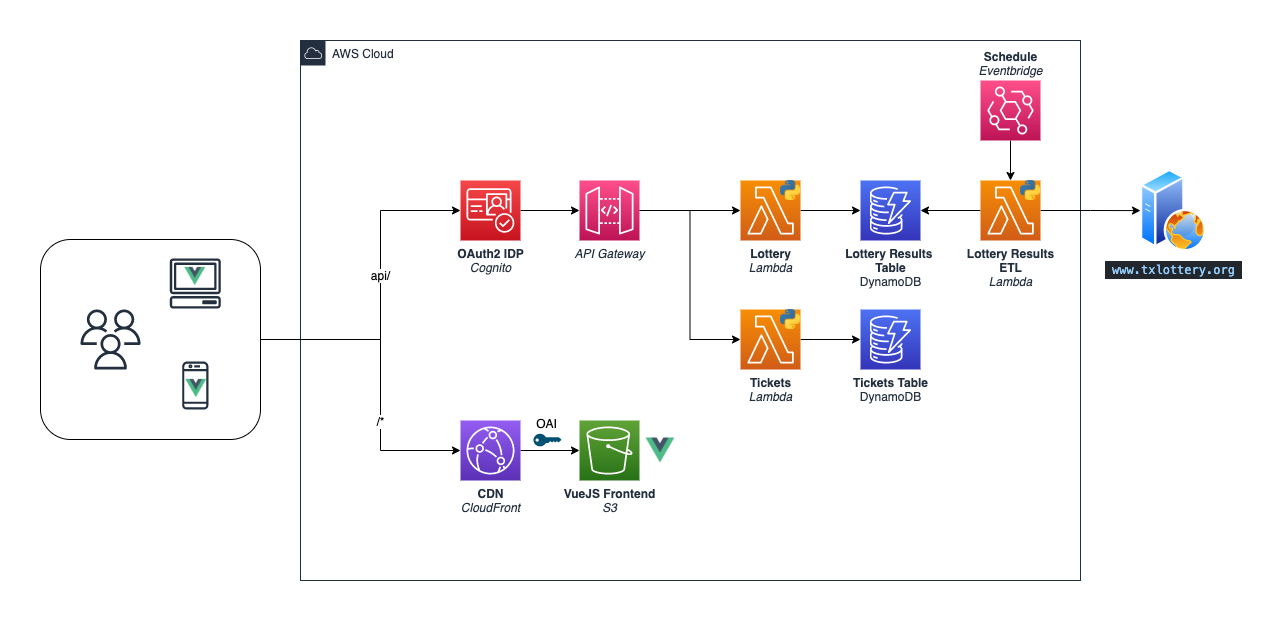 AWS Cloud
Schedule
Eventbridge
OAuth2 IDP
Cognito
API Gateway
Lottery
Lambda
Lottery Results
Table
DynamoDB
Lottery Results
ETL
Lambda
www.txlottery.org
api/
Tickets
Lambda
Tickets Table
DynamoDB
/*
OAI
CDN
CloudFront
VueJS Frontend
S3